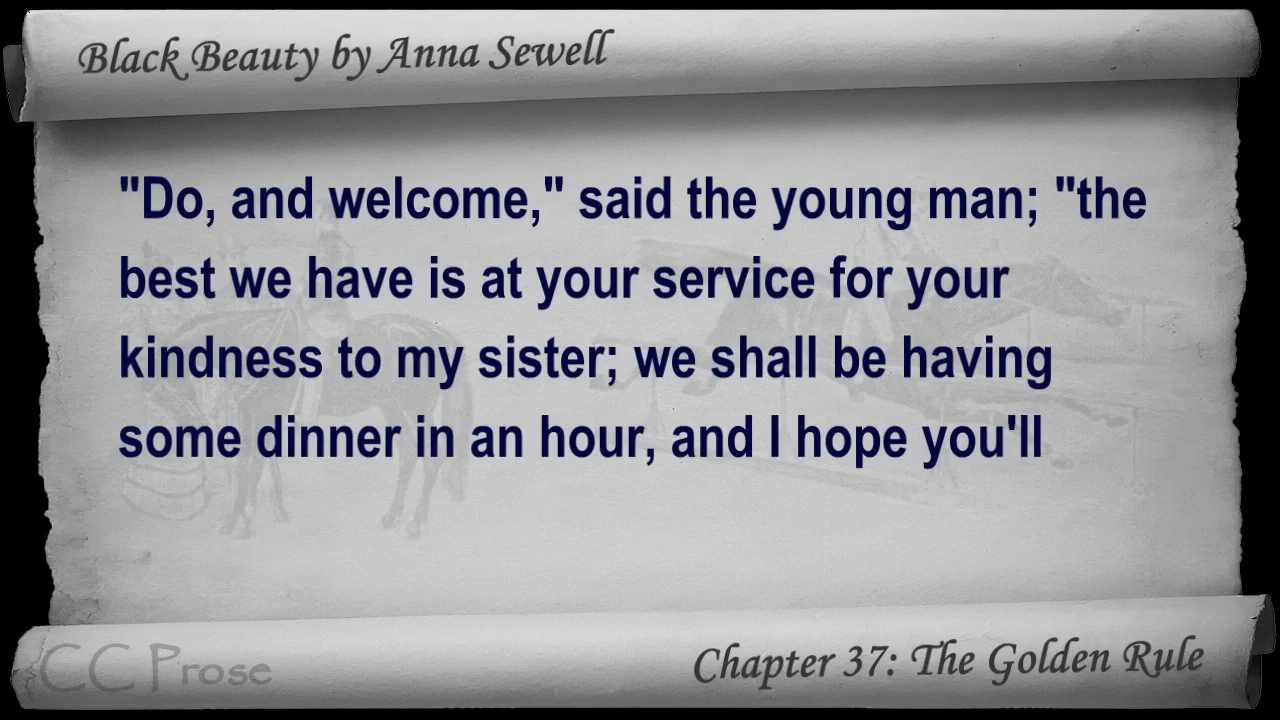 Black Beauty by Anna Sewell
"Do, and welcome," said the young man; "the
best we have is at your service for your
kindness to my sister; we shall be having
some dinner in an hour, and I hope you'll
CC Prose
Chapter 37: The Golden Rule